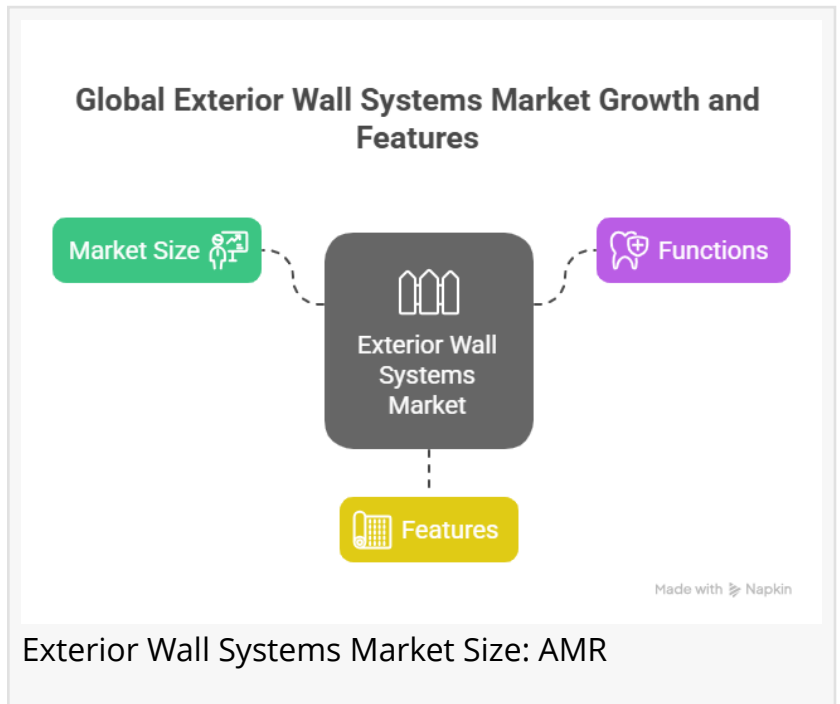 Global Exterior Wall Systems Market Growth and
Features
Market Size
Functions
Exterior Wall
Systems
Market
Features
Made with Napkin
Exterior Wall Systems Market Size: AMR